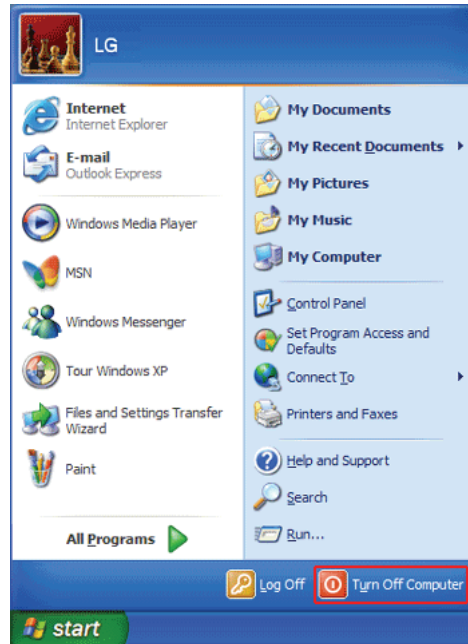 LG
Internet
Internet Explorer
E-mail
Outlook Express
Windows Media Player
MSN
Windows Messenger
Tour Windows XP
Files and Settings Transfer
Wizard
Paint
All Programs
My Documents
My Recent Documents
My Pictures
My Music
My Computer
Control Panel
Set Program Access and
Defaults
Connect To
Printers and Faxes
Help and Support
Search
Run...
Log Off
Turn Off Computer
start